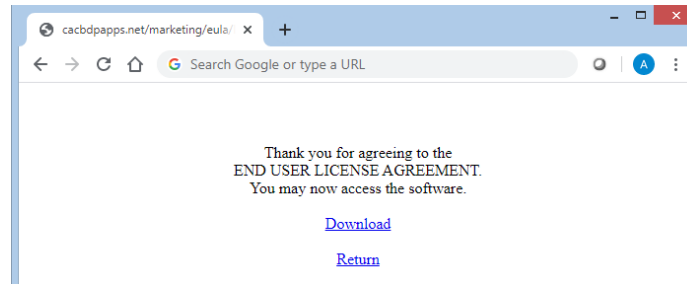 cacbdpapps.net/marketing/eula/
Search Google or type a URL
A
Thank you for agreeing to the
END USER LICENSE AGREEMENT.
You may now access the software.
Download
Return